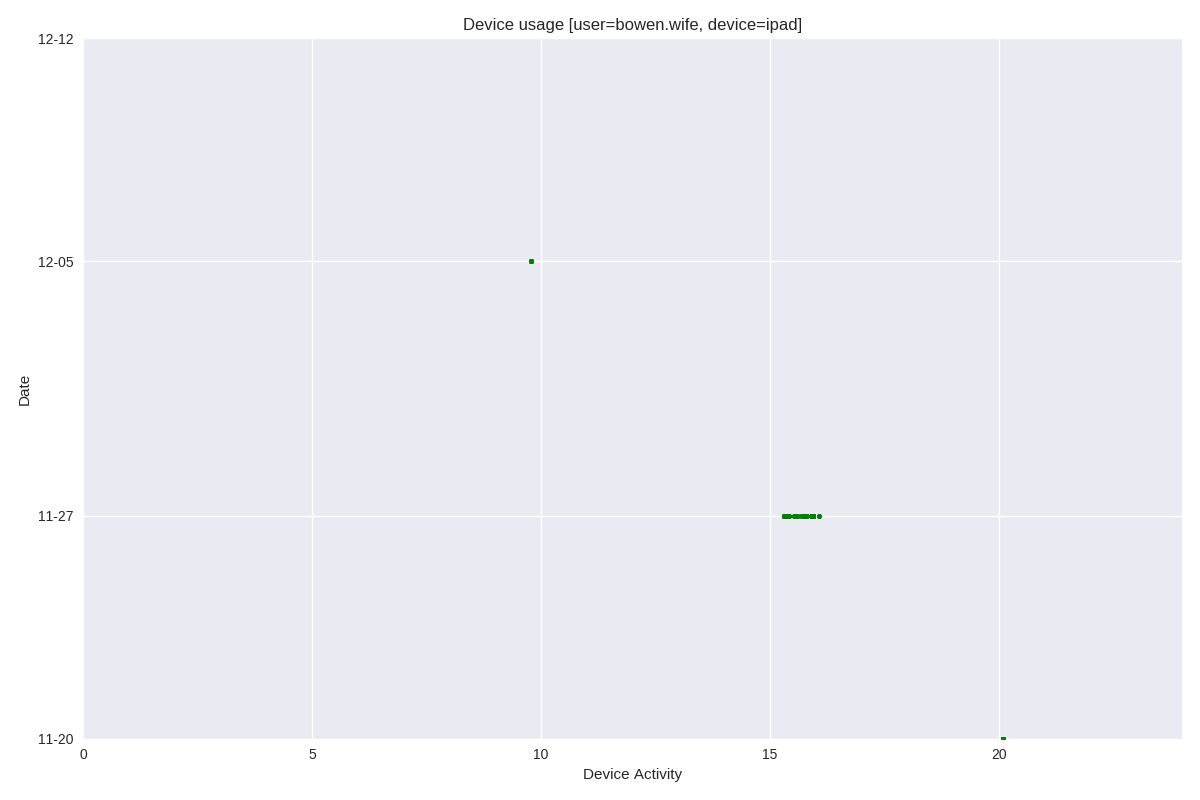 Device usage [user=bowen.wife, device=ipad]
12-12
12-05
Date
11-27
11-20
0 5 10 15 20
Device Activity